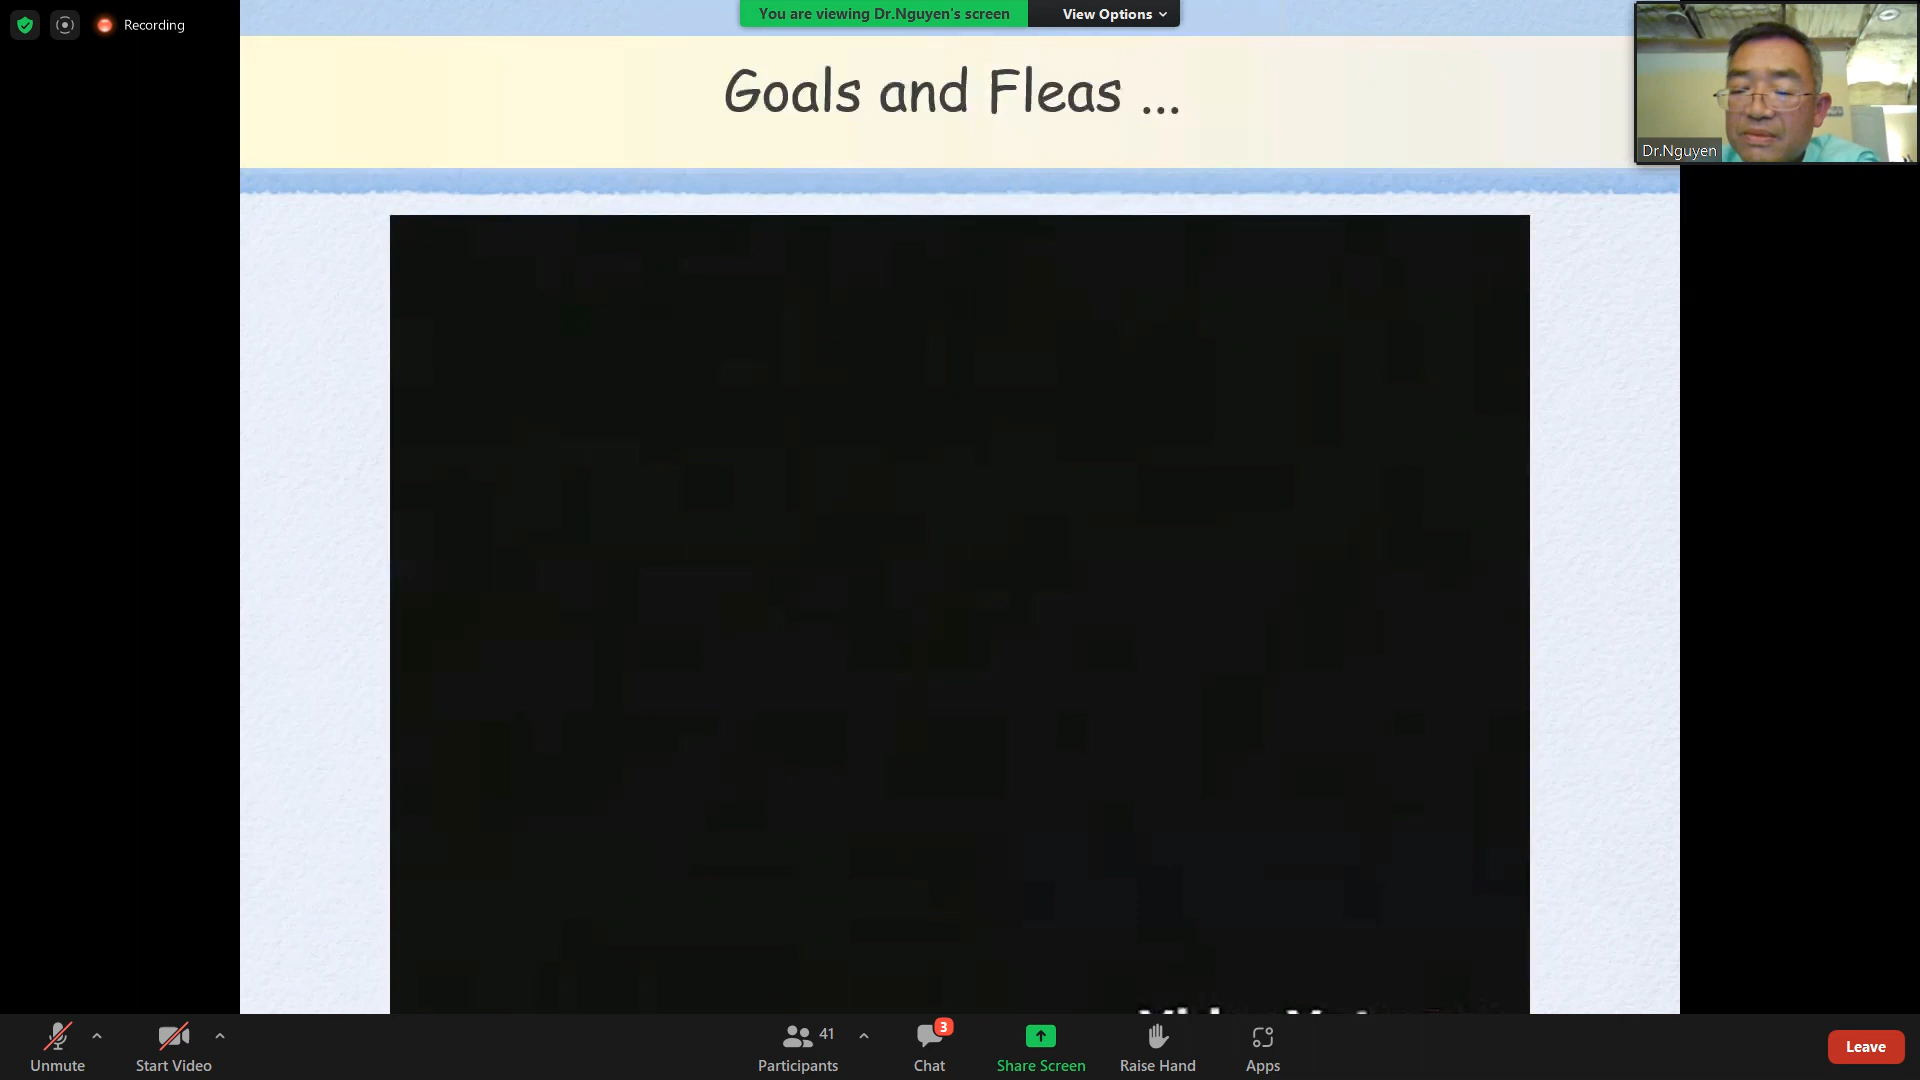 Recording
You are viewing Dr.Nguyen's screen
View Options
Goals and Fleas ...
Dr.Nguyen
Unmute
Start Video
41
Participants
3
Chat
Share Screen
Raise Hand
Apps
Leave